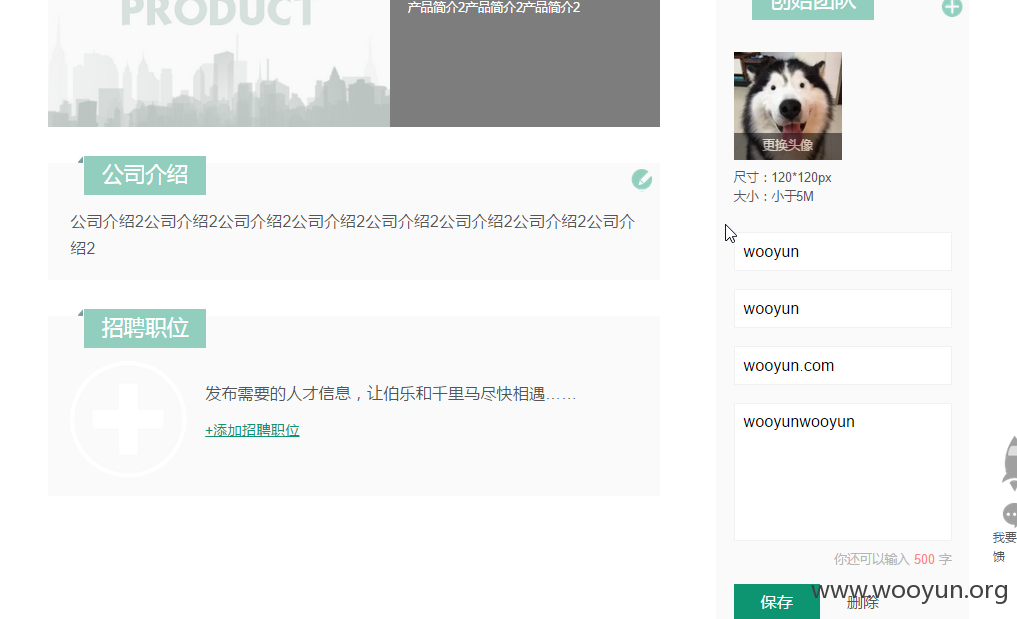 PRODUCT
产品简介2产品简介2产品简介2
公司介绍
公司介绍2公司介绍2公司介绍2公司介绍2公司介绍2公司介绍2公司介绍2公司介
绍2
招聘职位
发布需要的人才信息，让伯乐和千里马尽快相遇……
+添加招聘职位
创始团队
更换头像
尺寸：120*120px
大小：小于5M
wooyun
wooyun
wooyun.com
wooyunwooyun
你还可以输入 500 字
保存
删除
www.wooyun.org
我要
馈